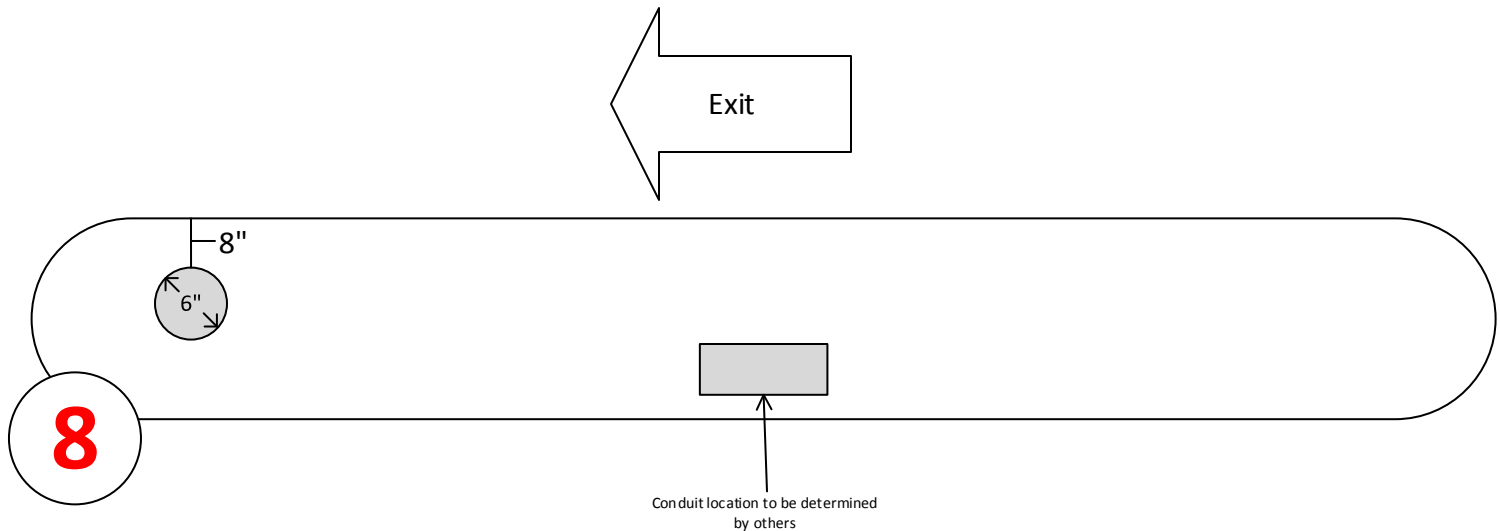 Exit
8"
6"
8
Conduit location to be determined
by others